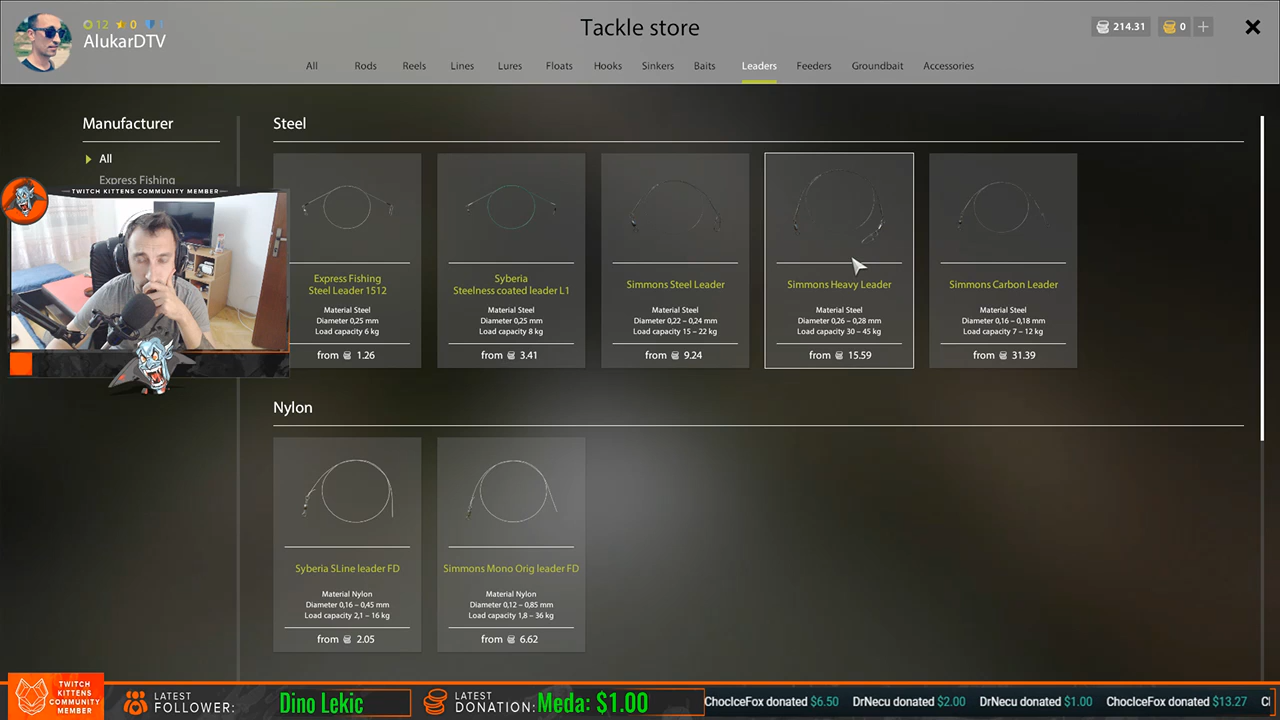 12 0 1
AlukarDTV
Tackle store
214.31
0
All Rods Reels Lines Lures Floats Hooks Sinkers Baits Leaders Feeders Groundbait Accessories
Manufacturer
All
Express Fishing
TWITCH KITTENS COMMUNITY MEMBER
Steel
Express Fishing
Steel Leader 1512
Material Steel
Diameter 0,25 mm
Load capacity 6 kg
from 1.26
Syberia
Steelness coated leader L1
Material Steel
Diameter 0,25 mm
Load capacity 8 kg
from 3.41
Simmons Steel Leader
Material Steel
Diameter 0,22 – 0,24 mm
Load capacity 15 – 22 kg
from 9.24
Simmons Heavy Leader
Material Steel
Diameter 0,26 – 0,28 mm
Load capacity 30 – 45 kg
from 15.59
Simmons Carbon Leader
Material Steel
Diameter 0,16 – 0,18 mm
Load capacity 7 – 12 kg
from 31.39
Nylon
Syberia SLine leader FD
Material Nylon
Diameter 0,16 – 0,45 mm
Load capacity 2,1 – 16 kg
from 2.05
Simmons Mono Orig leader FD
Material Nylon
Diameter 0,12 – 0,85 mm
Load capacity 1,8 – 36 kg
from 6.62
TWITCH
KITTENS
COMMUNITY
MEMBER
LATEST
FOLLOWER:
Dino Lekic
LATEST
DONATION:
Meda: $1.00
ChocIceFox donated $6.50 DrNecu donated $2.00 DrNecu donated $1.00 ChocIceFox donated $13.27